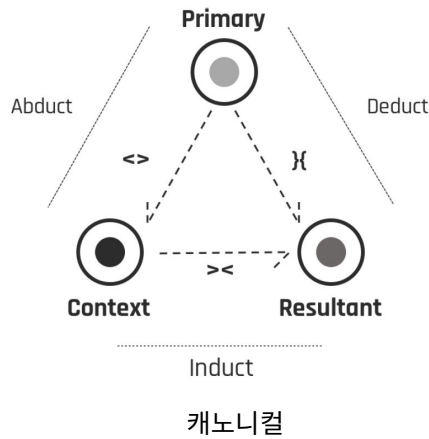 Primary
Abduct
Deduct
<>
}{
><
Context
Resultant
Induct
캐노니컬